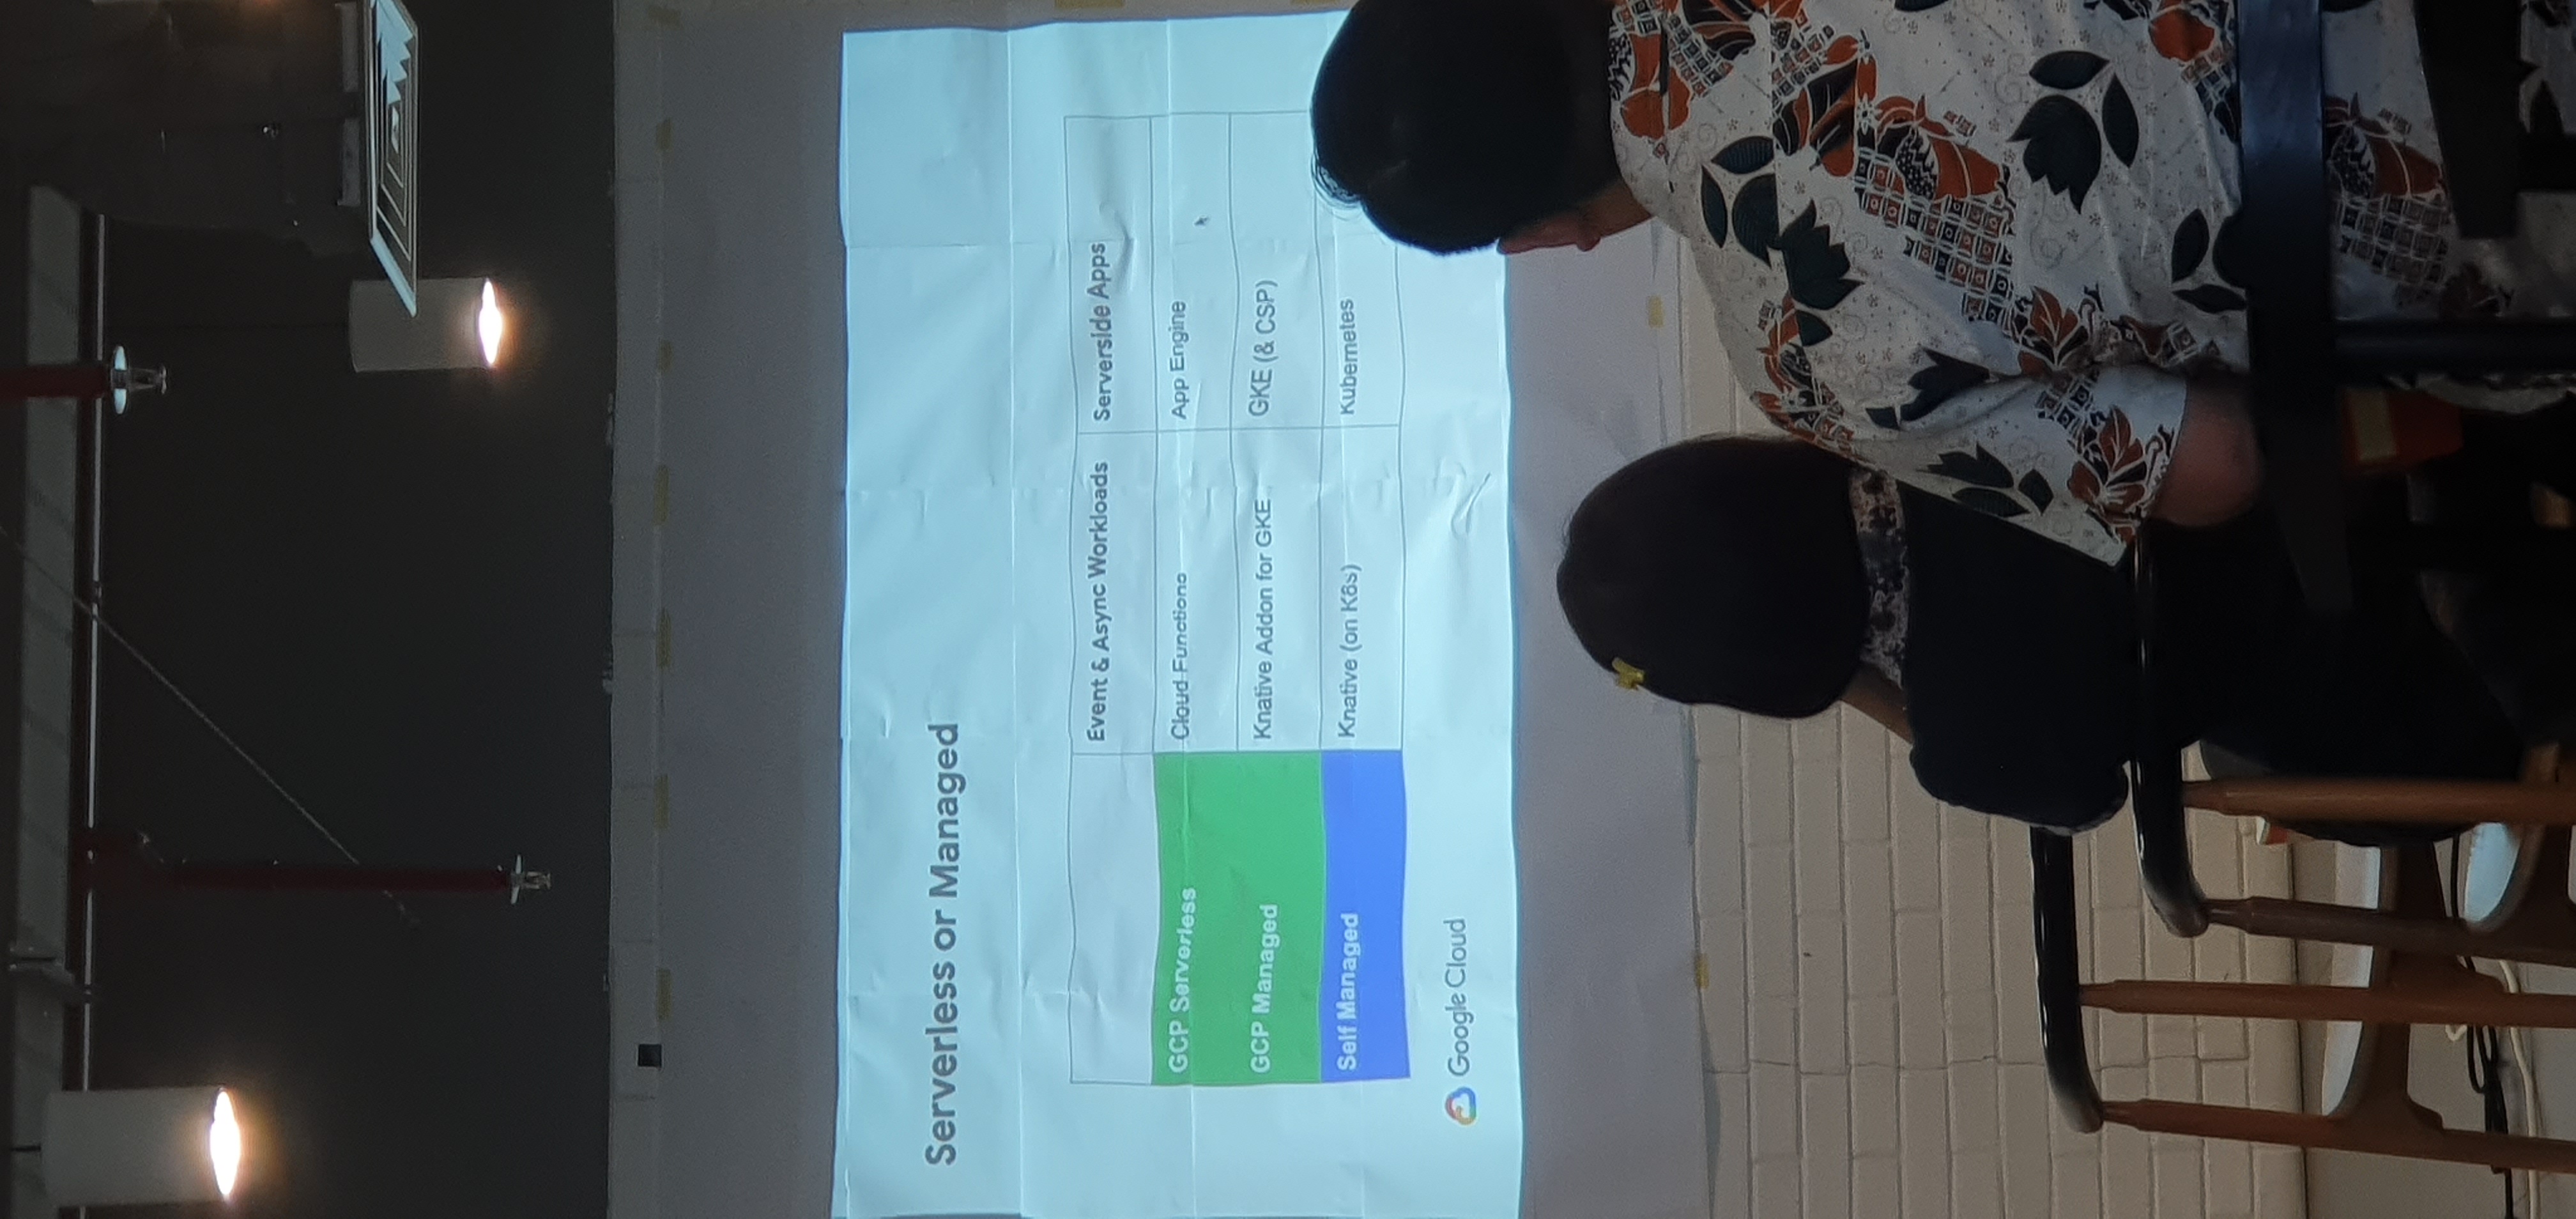 Serverless or Managed
Event & Async Workloads Serverside Apps
GCP Serverless Cloud Functions App Engine
GCP Managed Knative Addon for GKE GKE (& CSP)
Self Managed Knative (on K8s) Kubernetes
Google Cloud